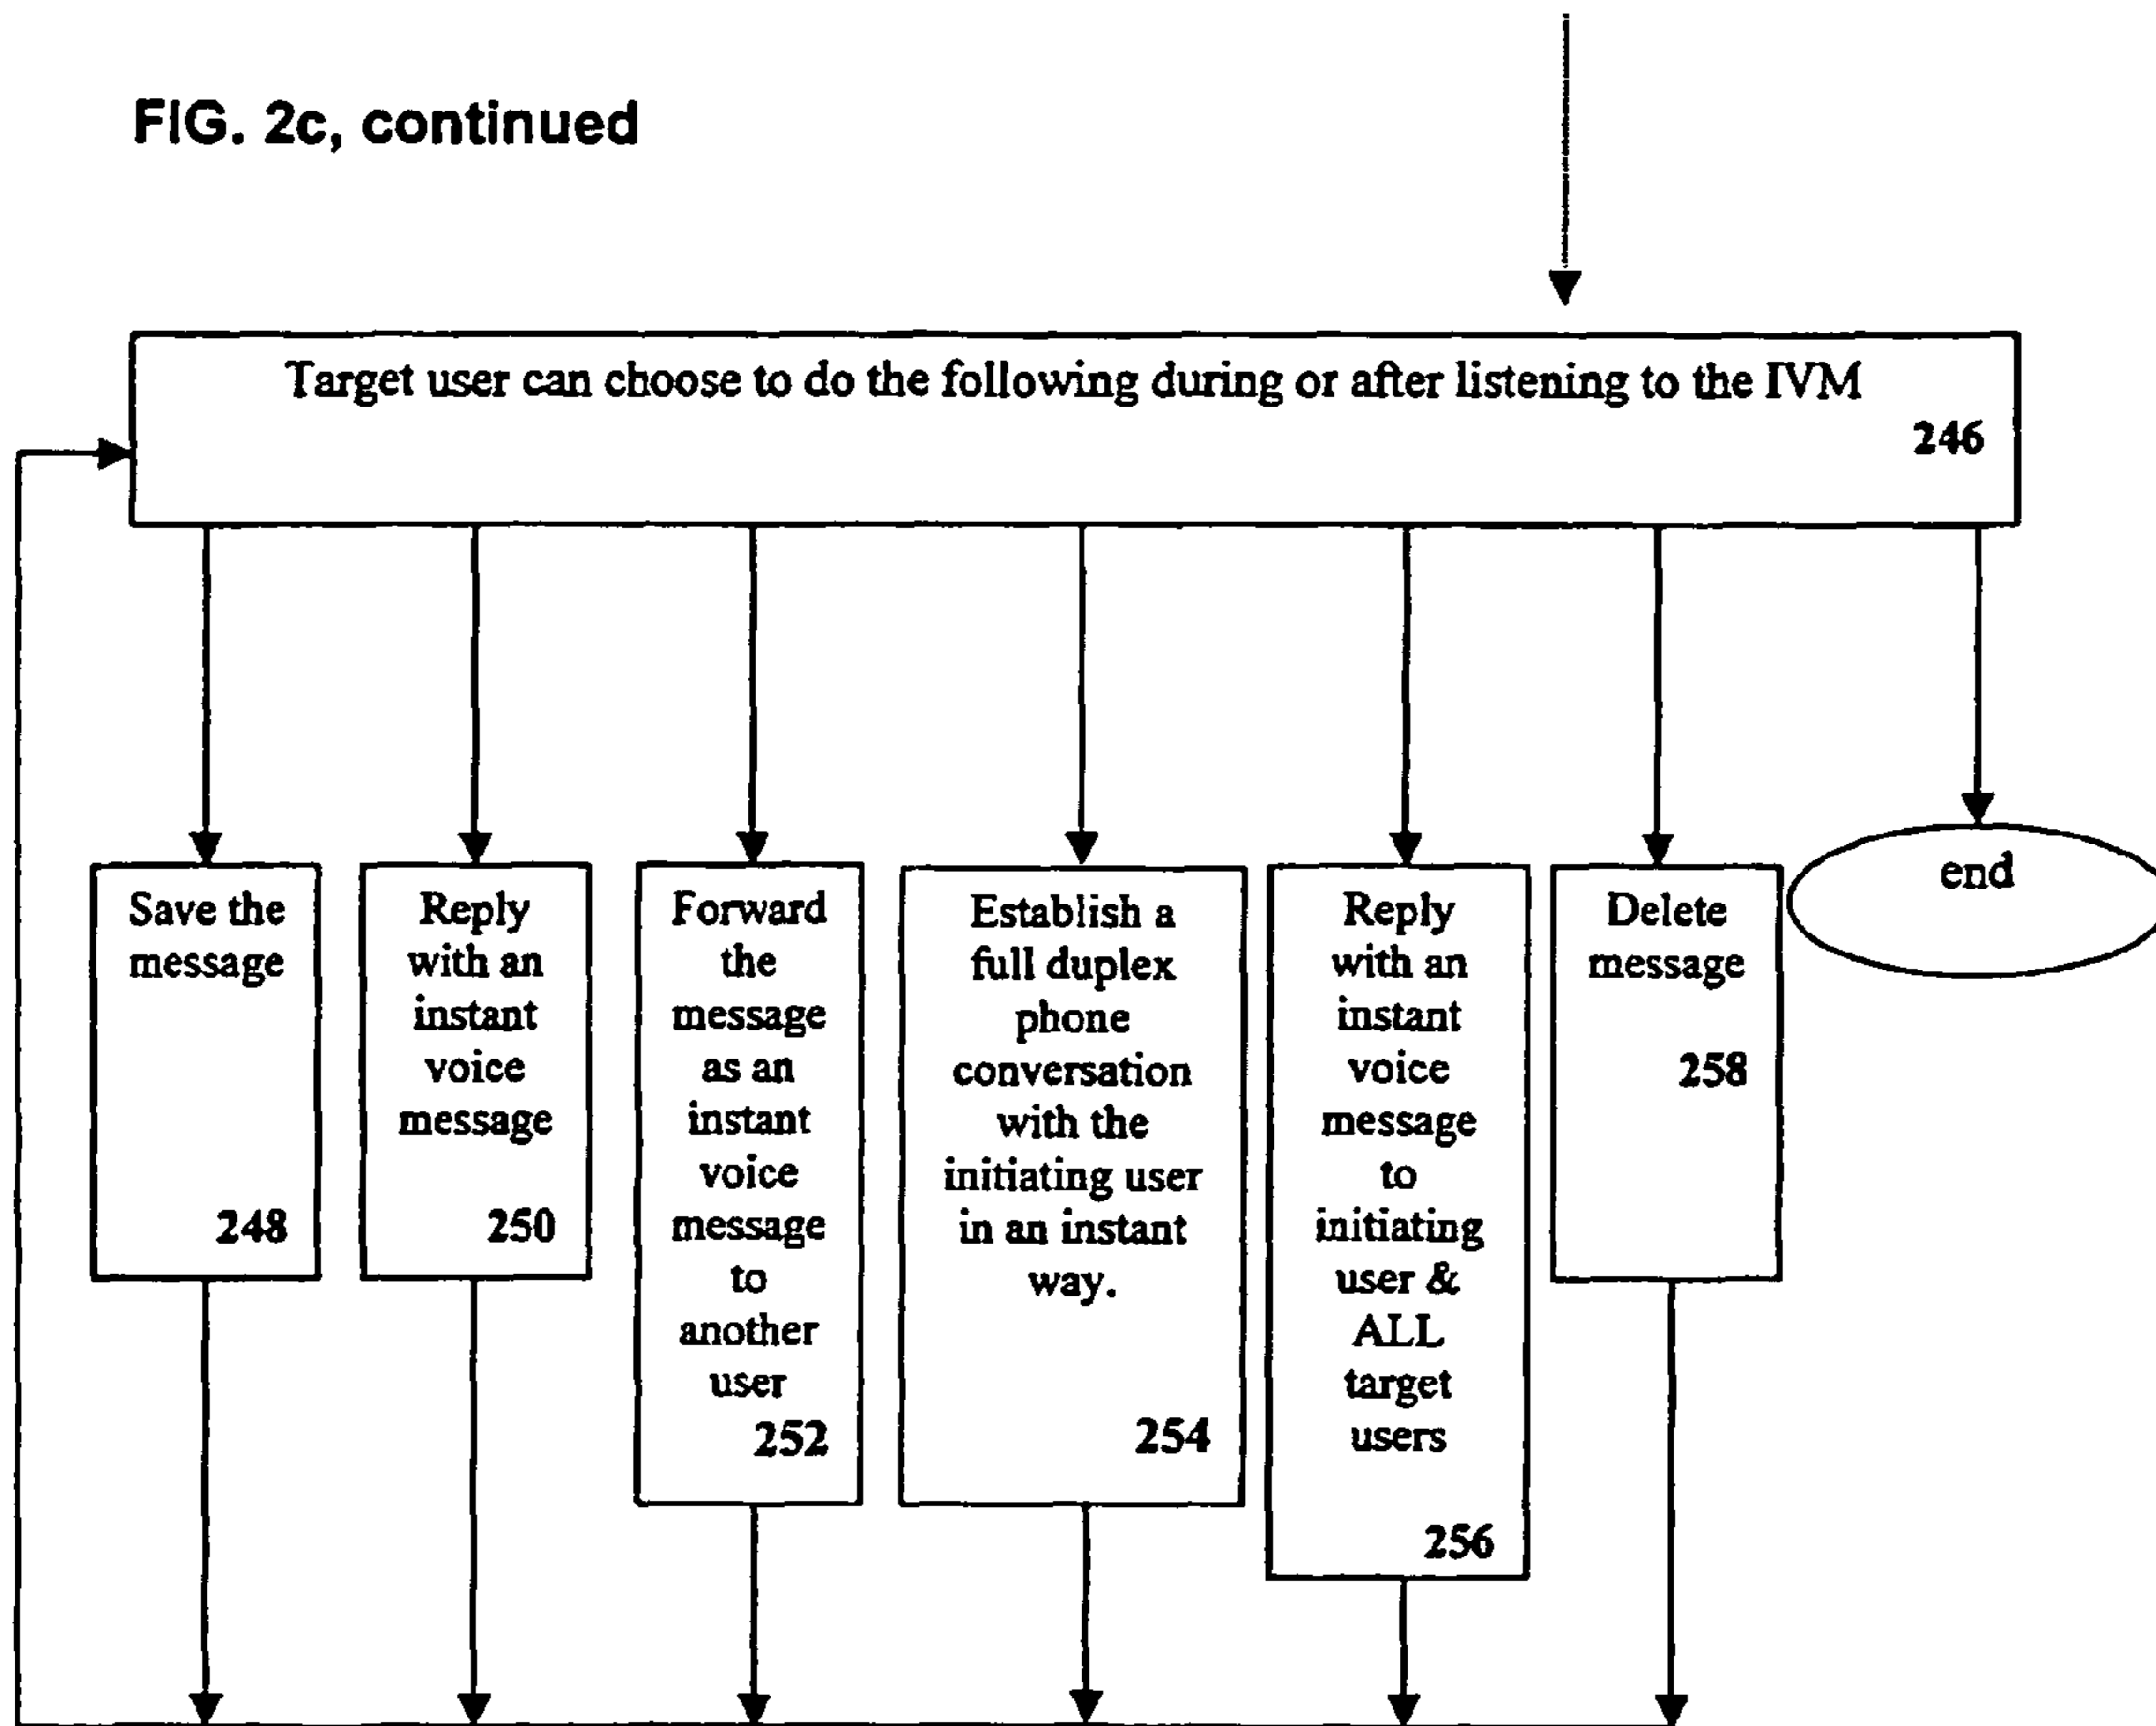 FIG. 2c, continued
Target user can choose to do the following during or after listening to the IVM
246
Save the
message
248
Reply
with an
instant
voice
message
250
Forward
the
message
as an
instant
voice
message
to
another
user
252
Establish a
full duplex
phone
conversation
with the
initiating user
in an instant
way.
254
Reply
with an
instant
voice
message
to
initiating
user &
ALL
target
users
256
Delete
message
258
end